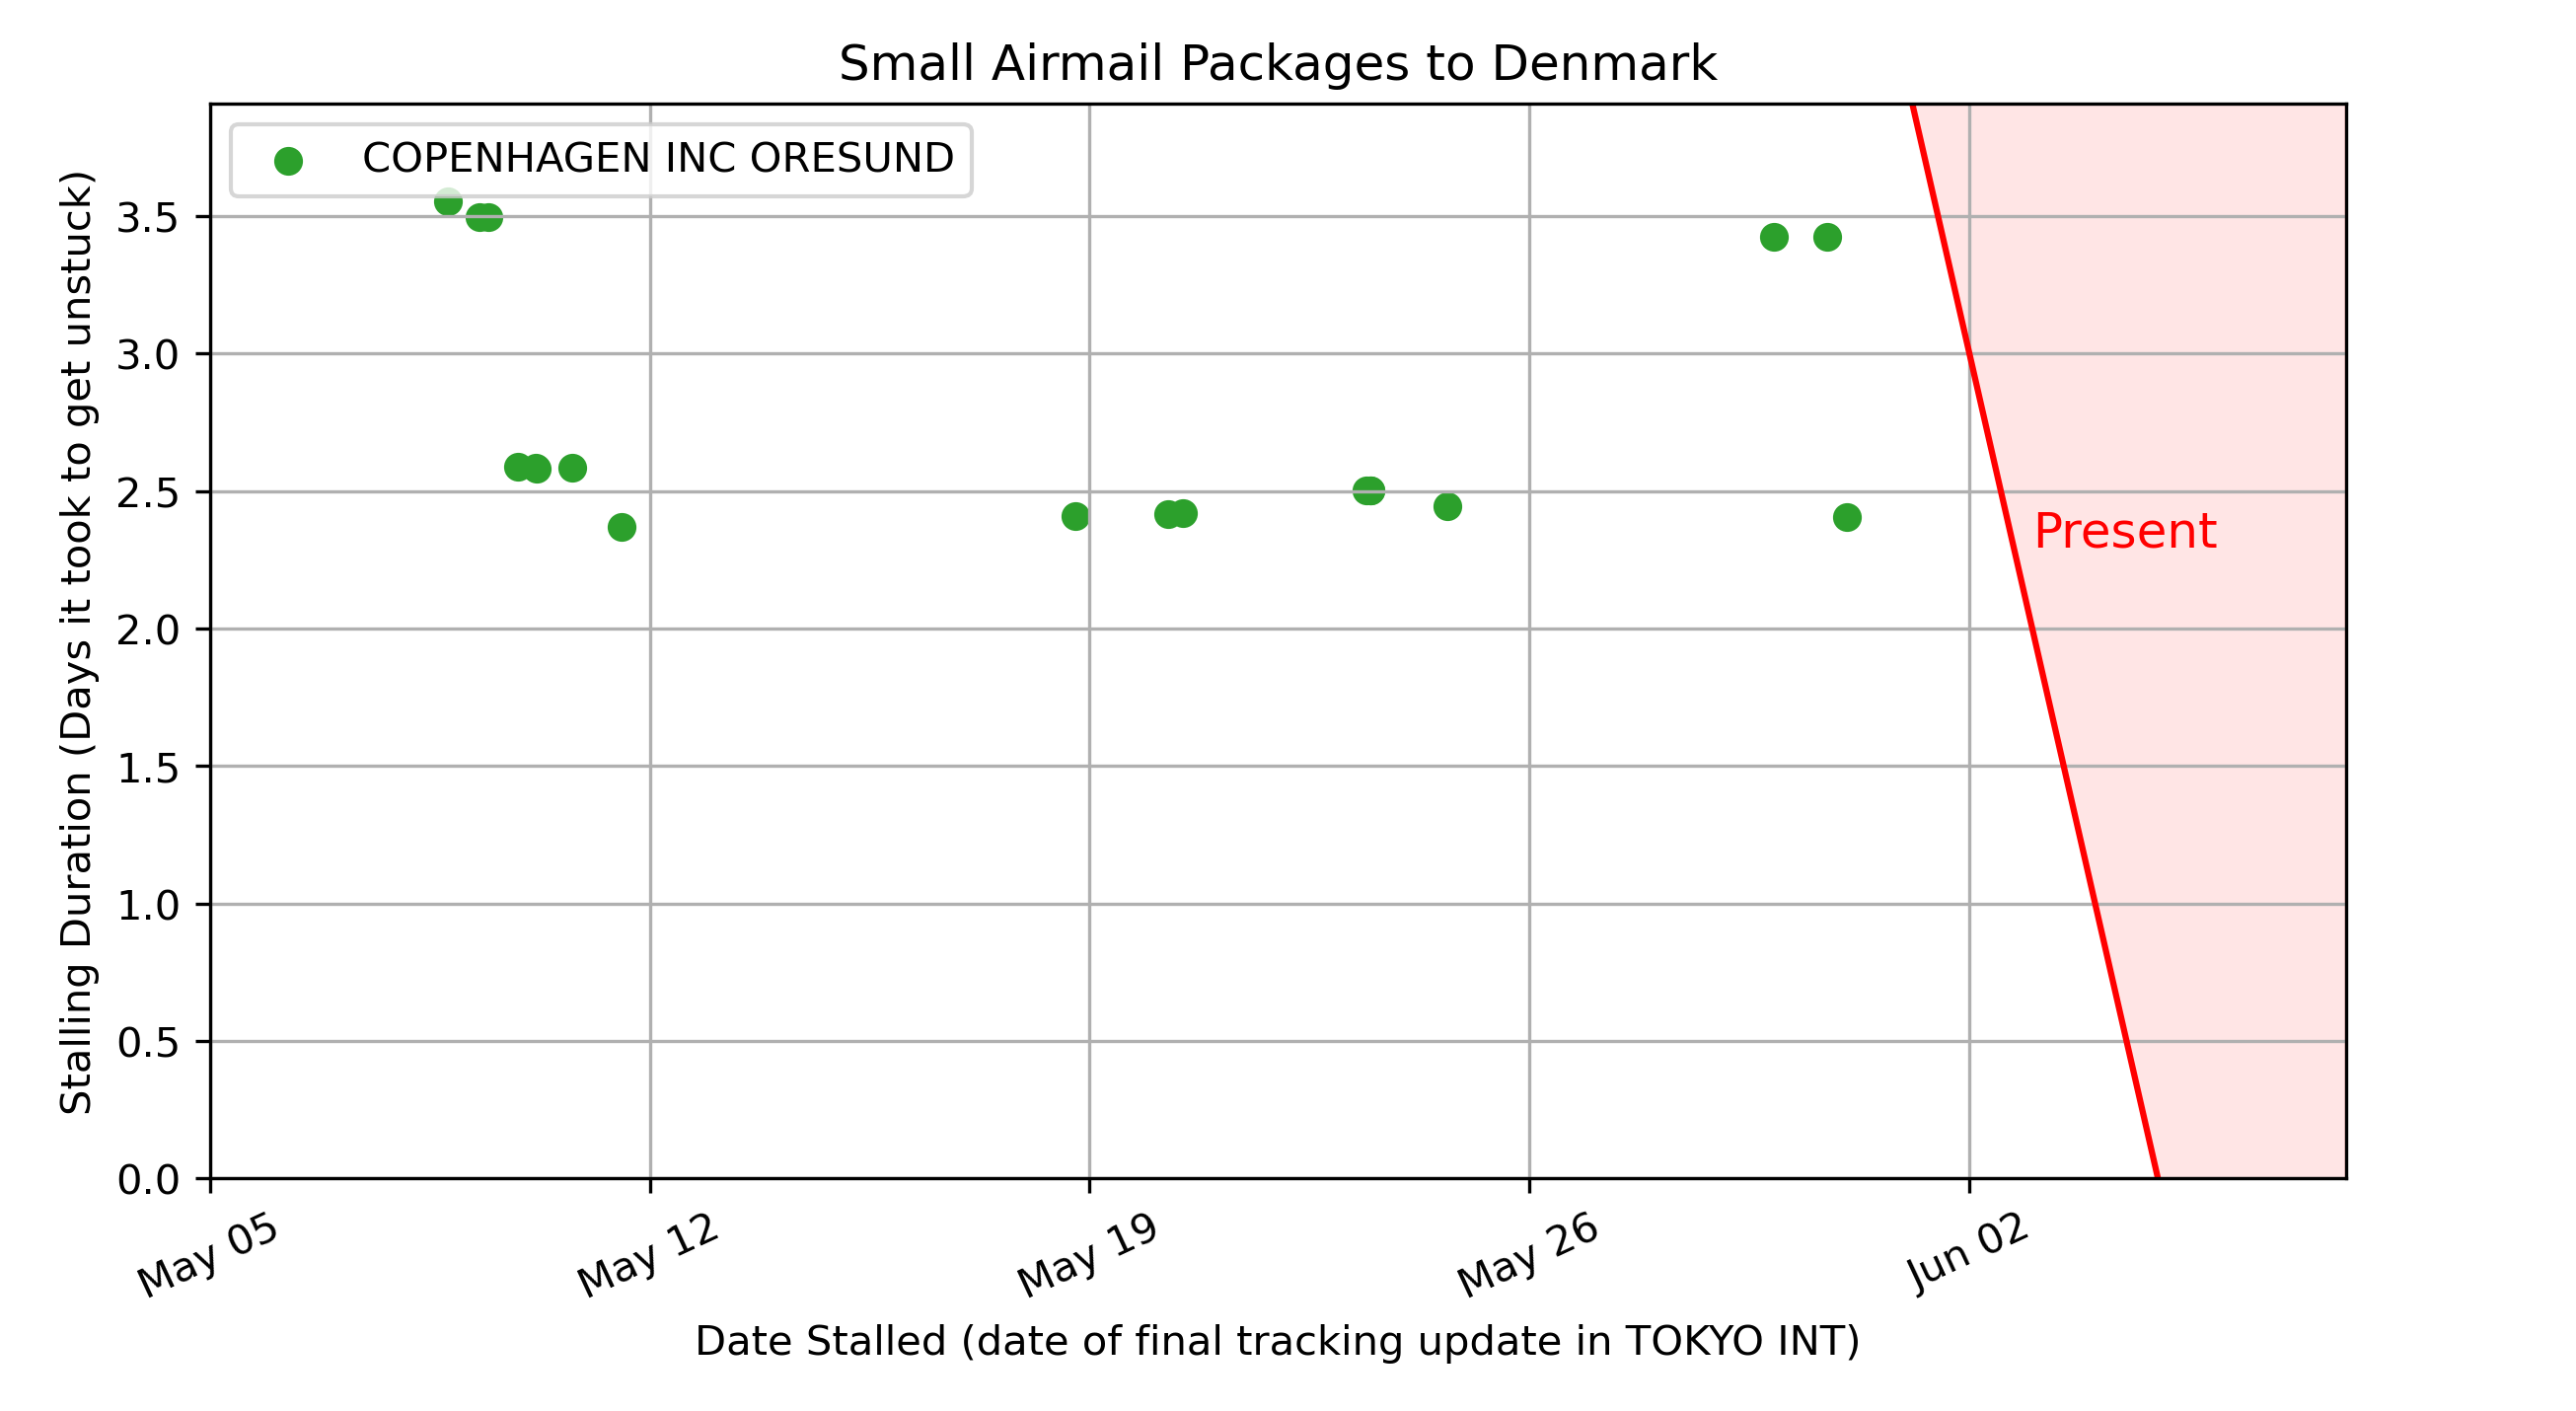 Small Airmail Packages to Denmark
COPENHAGEN INC ORESUND
Stalling Duration (Days it took to get unstuck)
3.5
3.0
2.5
2.0
1.5
1.0
0.5
0.0
Present
May 05
May 12
May 19
May 26
Jun 02
Date Stalled (date of final tracking update in TOKYO INT)